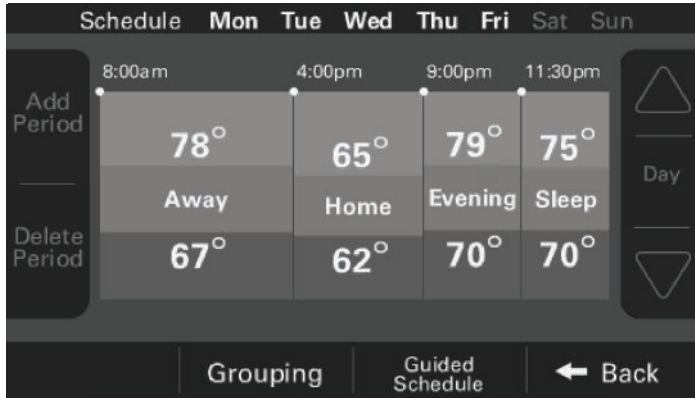 Schedule Mon Tue Wed Thu Fri Sat Sun
Add
Period
Delete
Period
8:00am 4:00pm 9:00pm 11:30pm
78° 65° 79° 75°
Away Home Evening Sleep
67° 62° 70° 70°
Day
Grouping
Guided
Schedule
Back